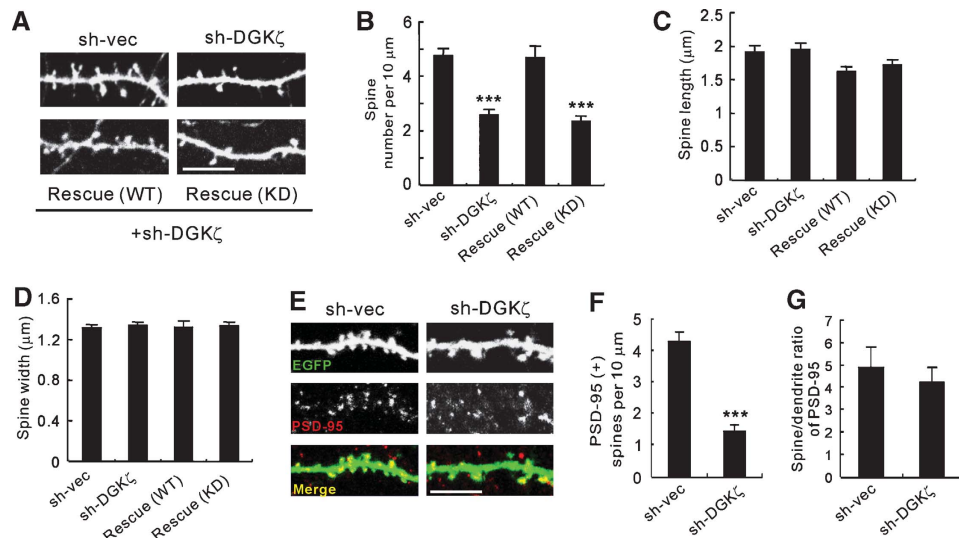 A
sh-vec sh-DGKζ
Rescue (WT) Rescue (KD)
+sh-DGKζ
B
Spine
number per 10 μm
6
4
2
0
***
***
sh-vec
sh-DGKζ
Rescue (WT)
Rescue (KD)
C
Spine length (μm)
2.5
2
1.5
1
0.5
0
sh-vec
sh-DGKζ
Rescue (WT)
Rescue (KD)
D
Spine width (μm)
1.6
1.2
0.8
0.4
0
sh-vec
sh-DGKζ
Rescue (WT)
Rescue (KD)
E
sh-vec sh-DGKζ
EGFP
PSD-95
Merge
F
PSD-95 (+)
spines per 10 μm
5
4
3
2
1
0
***
sh-vec
sh-DGKζ
G
Spine/dendrite ratio
of PSD-95
8
6
4
2
0
sh-vec
sh-DGKζ